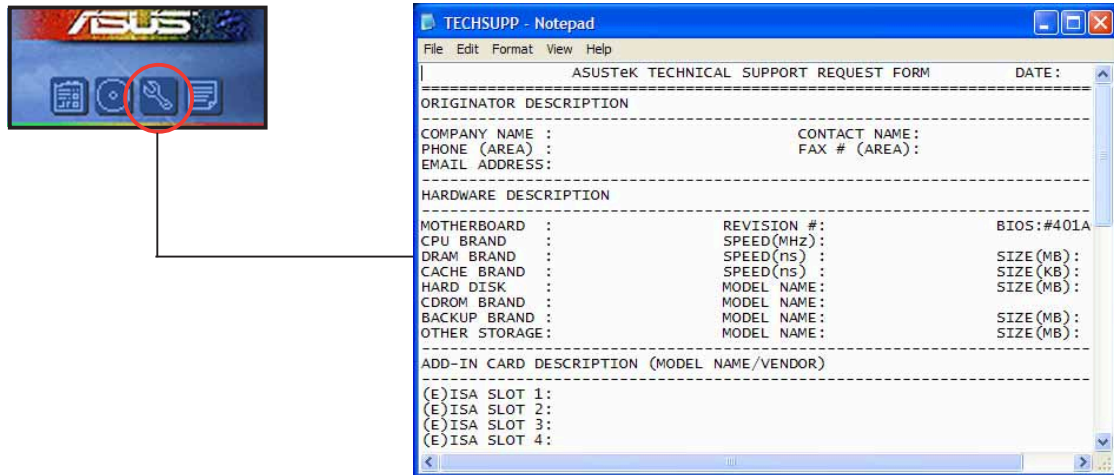 ASUS
TECHSUPP - Notepad
File Edit Format View Help
ASUSTeK TECHNICAL SUPPORT REQUEST FORM DATE:
ORIGINATOR DESCRIPTION
COMPANY NAME : CONTACT NAME:
PHONE (AREA) : FAX # (AREA):
EMAIL ADDRESS:
HARDWARE DESCRIPTION
MOTHERBOARD : REVISION #: BIOS:#401A
CPU BRAND : SPEED(MHz):
DRAM BRAND : SPEED(ns) : SIZE(MB):
CACHE BRAND : SPEED(ns) : SIZE(KB):
HARD DISK : MODEL NAME: SIZE(MB):
CDROM BRAND : MODEL NAME:
BACKUP BRAND : MODEL NAME: SIZE(MB):
OTHER STORAGE: MODEL NAME: SIZE(MB):
ADD-IN CARD DESCRIPTION (MODEL NAME/VENDOR)
(E)ISA SLOT 1:
(E)ISA SLOT 2:
(E)ISA SLOT 3:
(E)ISA SLOT 4: